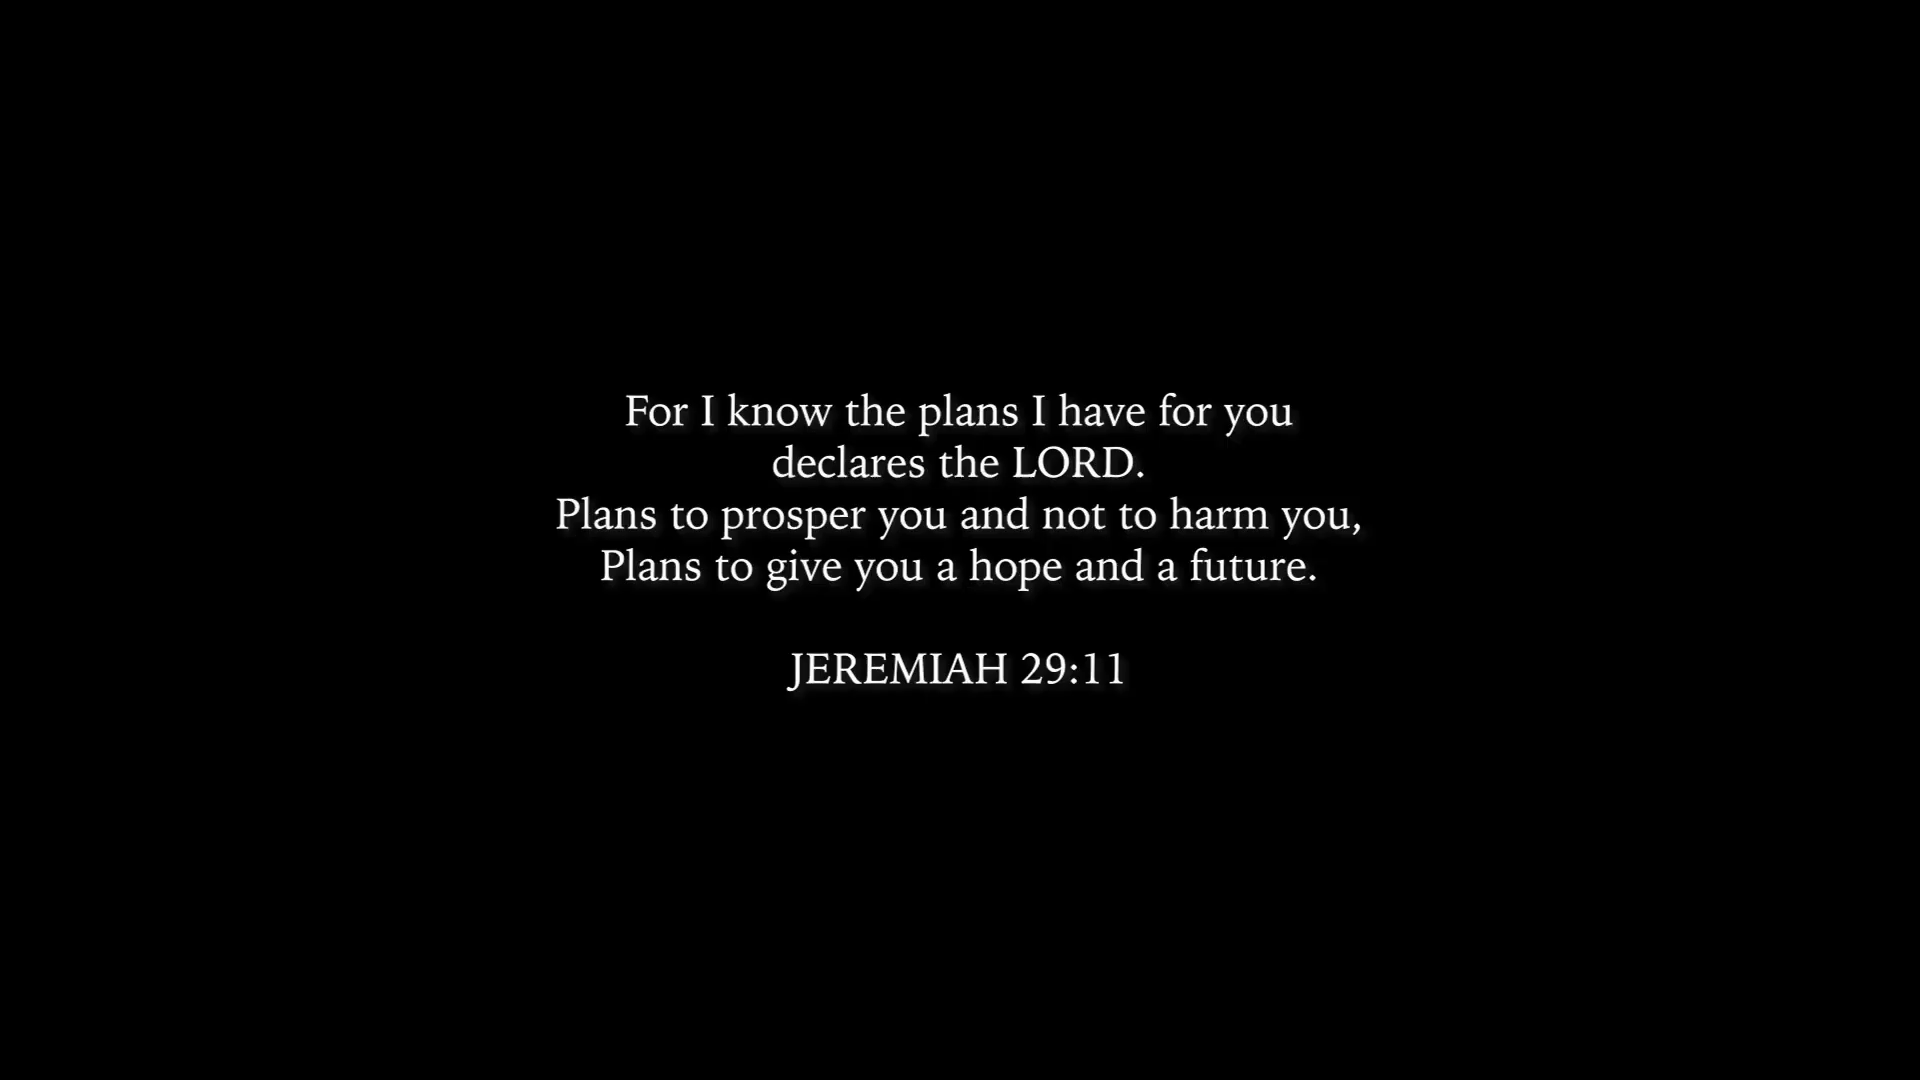 For I know the plans I have for you
declares the LORD.
Plans to prosper you and not to harm you,
Plans to give you a hope and a future.
JEREMIAH 29:11